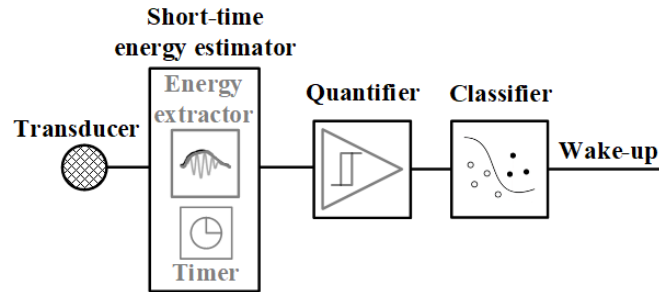 Short-time
energy estimator
Energy
extractor
Quantifier
Classifier
Transducer
Wake-up
Timer